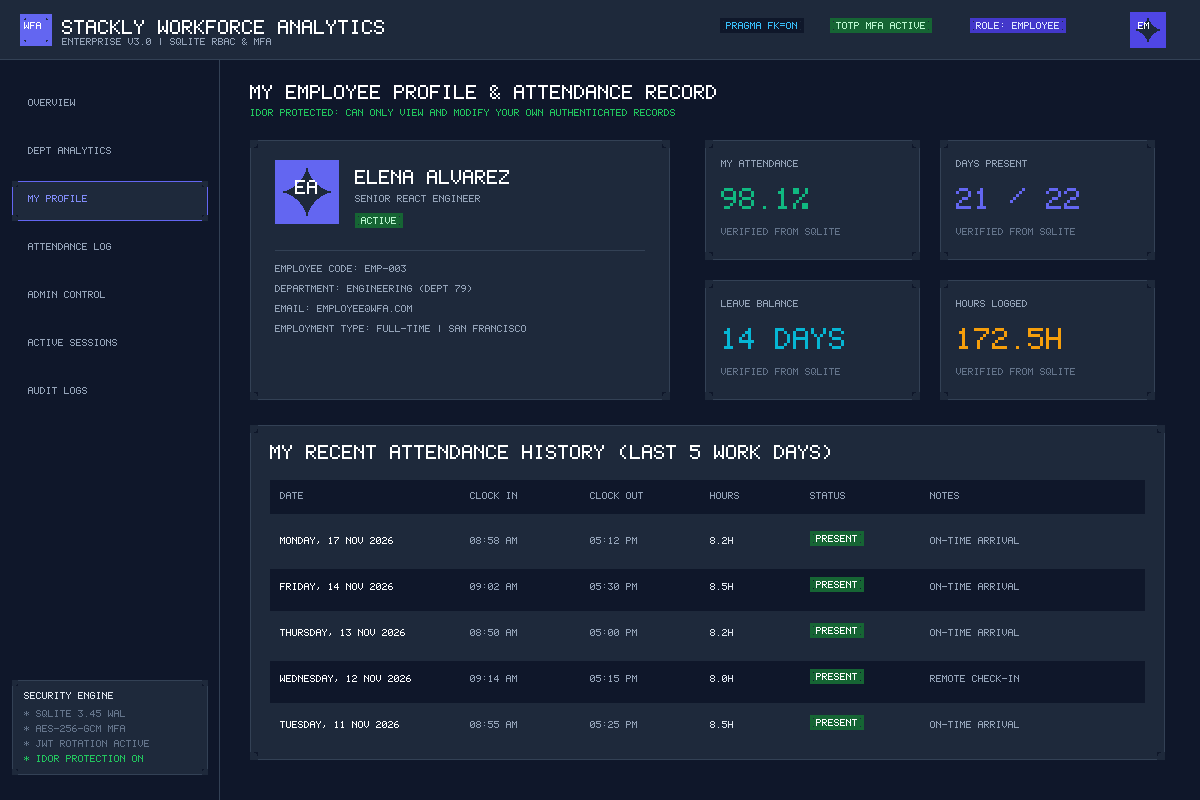 WFA
STACKLY WORKFORCE ANALYTICS
ENTERPRISE V3.0 | SQLITE RBAC & MFA
PRAGMA FK=ON
TOTP MFA ACTIVE
ROLE: EMPLOYEE
EM
OVERVIEW
DEPT ANALYTICS
MY PROFILE
ATTENDANCE LOG
ADMIN CONTROL
ACTIVE SESSIONS
AUDIT LOGS
SECURITY ENGINE
* SQLITE 3.45 WAL
* AES-256-GCM MFA
* JWT ROTATION ACTIVE
* IDOR PROTECTION ON
MY EMPLOYEE PROFILE & ATTENDANCE RECORD
IDOR PROTECTED: CAN ONLY VIEW AND MODIFY YOUR OWN AUTHENTICATED RECORDS
EA
ELENA ALVAREZ
SENIOR REACT ENGINEER
ACTIVE
EMPLOYEE CODE: EMP-003
DEPARTMENT: ENGINEERING (DEPT 79)
EMAIL: EMPLOYEE@WFA.COM
EMPLOYMENT TYPE: FULL-TIME | SAN FRANCISCO
MY ATTENDANCE
98.1%
VERIFIED FROM SQLITE
DAYS PRESENT
21 / 22
VERIFIED FROM SQLITE
LEAVE BALANCE
14 DAYS
VERIFIED FROM SQLITE
HOURS LOGGED
172.5H
VERIFIED FROM SQLITE
MY RECENT ATTENDANCE HISTORY (LAST 5 WORK DAYS)
DATE CLOCK IN CLOCK OUT HOURS STATUS NOTES
MONDAY, 17 NOV 2026 08:58 AM 05:12 PM 8.2H PRESENT ON-TIME ARRIVAL
FRIDAY, 14 NOV 2026 09:02 AM 05:30 PM 8.5H PRESENT ON-TIME ARRIVAL
THURSDAY, 13 NOV 2026 08:50 AM 05:00 PM 8.2H PRESENT ON-TIME ARRIVAL
WEDNESDAY, 12 NOV 2026 09:14 AM 05:15 PM 8.0H PRESENT REMOTE CHECK-IN
TUESDAY, 11 NOV 2026 08:55 AM 05:25 PM 8.5H PRESENT ON-TIME ARRIVAL